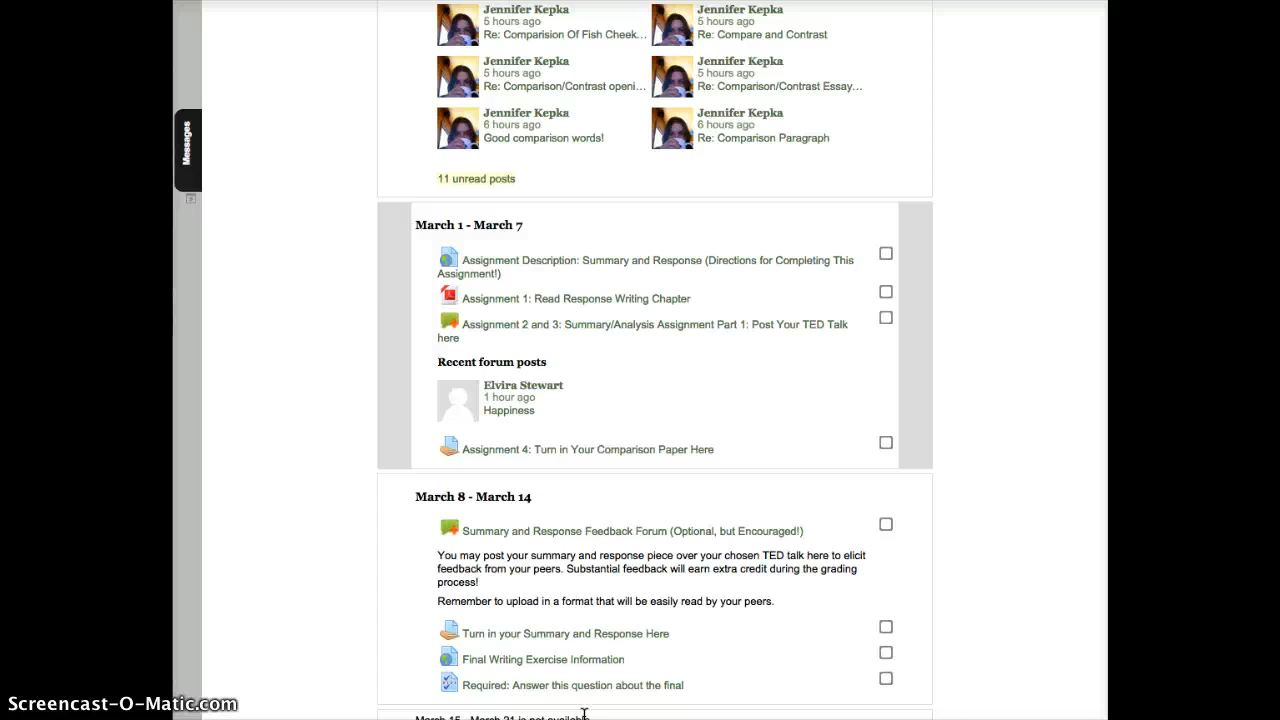 Jennifer Kepka
5 hours ago
Re: Comparision Of Fish Cheek...
Jennifer Kepka
5 hours ago
Re: Compare and Contrast
Jennifer Kepka
5 hours ago
Re: Comparison/Contrast openi...
Jennifer Kepka
5 hours ago
Re: Comparison/Contrast Essay...
Jennifer Kepka
6 hours ago
Good comparison words!
Jennifer Kepka
6 hours ago
Re: Comparison Paragraph
Messages
11 unread posts
March 1 - March 7
Assignment Description: Summary and Response (Directions for Completing This
Assignment!)
Assignment 1: Read Response Writing Chapter
Assignment 2 and 3: Summary/Analysis Assignment Part 1: Post Your TED Talk
here
Recent forum posts
Elvira Stewart
1 hour ago
Happiness
Assignment 4: Turn in Your Comparison Paper Here
March 8 - March 14
Summary and Response Feedback Forum (Optional, but Encouraged!)
You may post your summary and response piece over your chosen TED talk here to elicit
feedback from your peers. Substantial feedback will earn extra credit during the grading
process!
Remember to upload in a format that will be easily read by your peers.
Turn in your Summary and Response Here
Final Writing Exercise Information
Required: Answer this question about the final
March 15 - March 21 is not available
Screencast-O-Matic.com